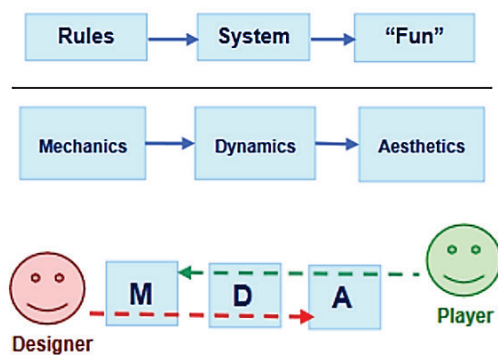 Rules
System
“Fun”
Mechanics
Dynamics
Aesthetics
M
D
A
Designer
Player